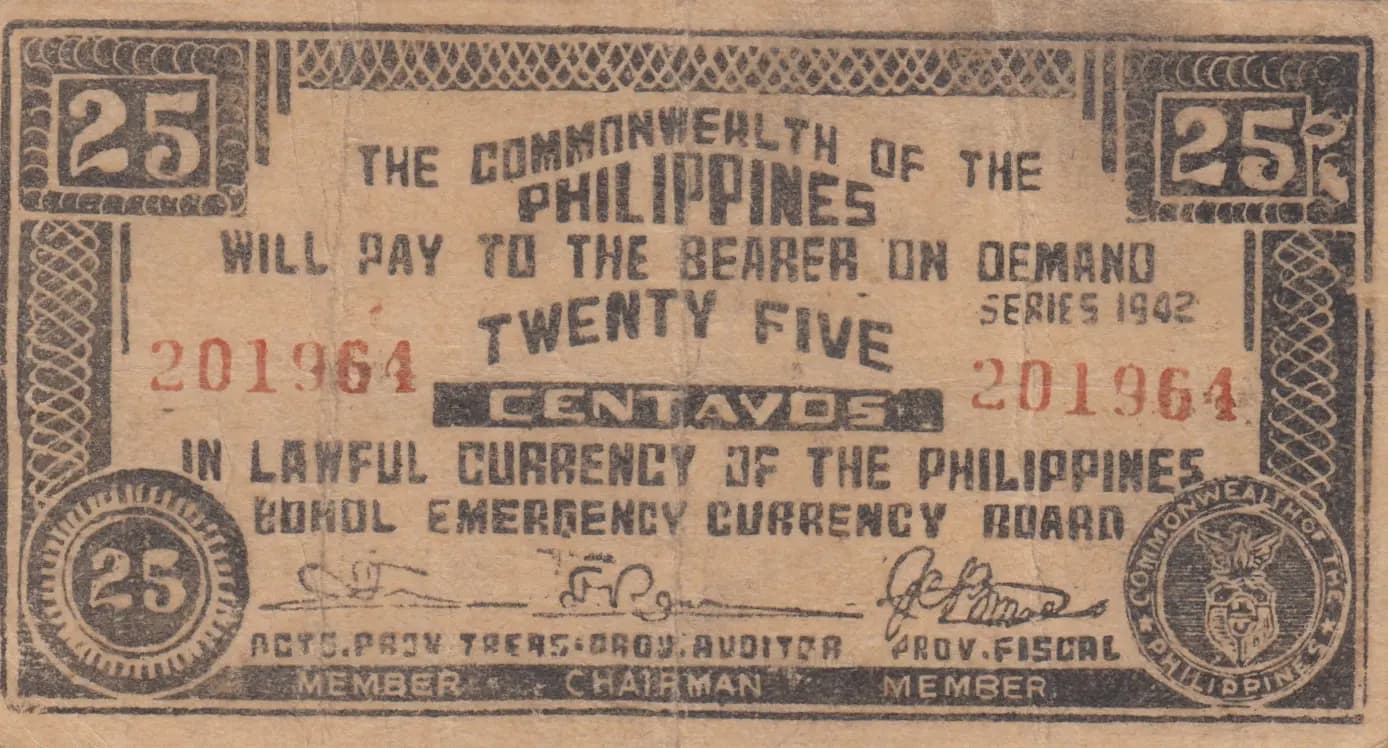 25 25
THE COMMONWEALTH OF THE
PHILIPPINES
WILL PAY TO THE BEARER ON DEMAND
SERIES 1942
TWENTY FIVE
201964 201964
CENTAVOS
IN LAWFUL CURRENCY OF THE PHILIPPINES
BOHOL EMERGENCY CURRENCY BOARD
25
ACTG. PROV TREAS. PROV. AUDITOR PROV. FISCAL
MEMBER CHAIRMAN MEMBER
COMMONWEALTH OF THE PHILIPPINES